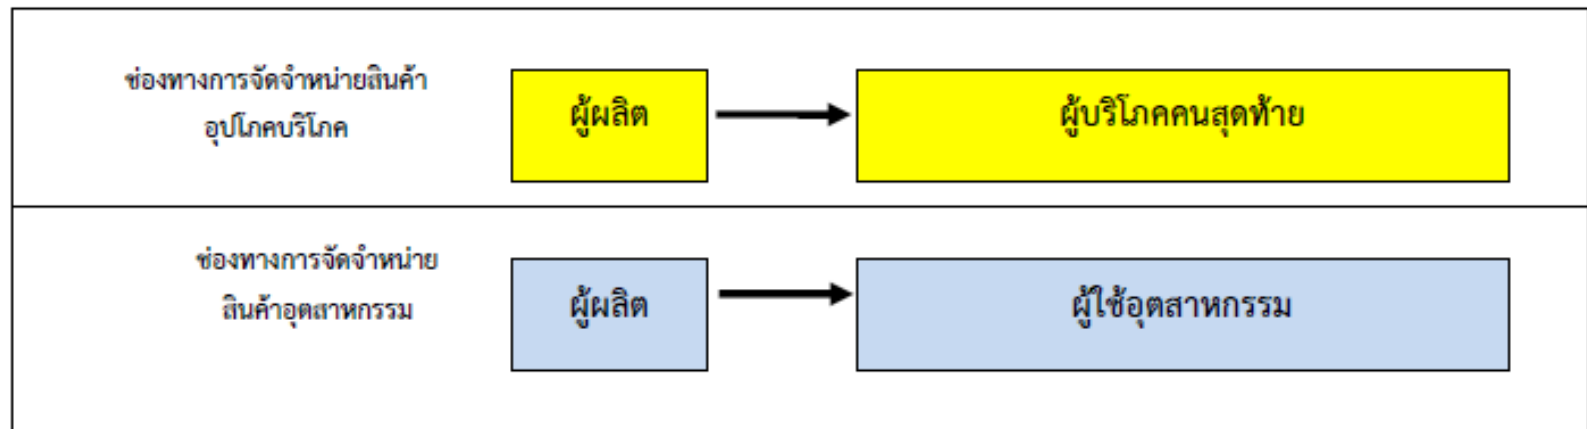 ช่องทางการจัดจำหน่ายสินค้า
อุปโภคบริโภค
ผู้ผลิต
ผู้บริโภคคนสุดท้าย
ช่องทางการจัดจำหน่าย
สินค้าอุตสาหกรรม
ผู้ผลิต
ผู้ใช้อุตสาหกรรม